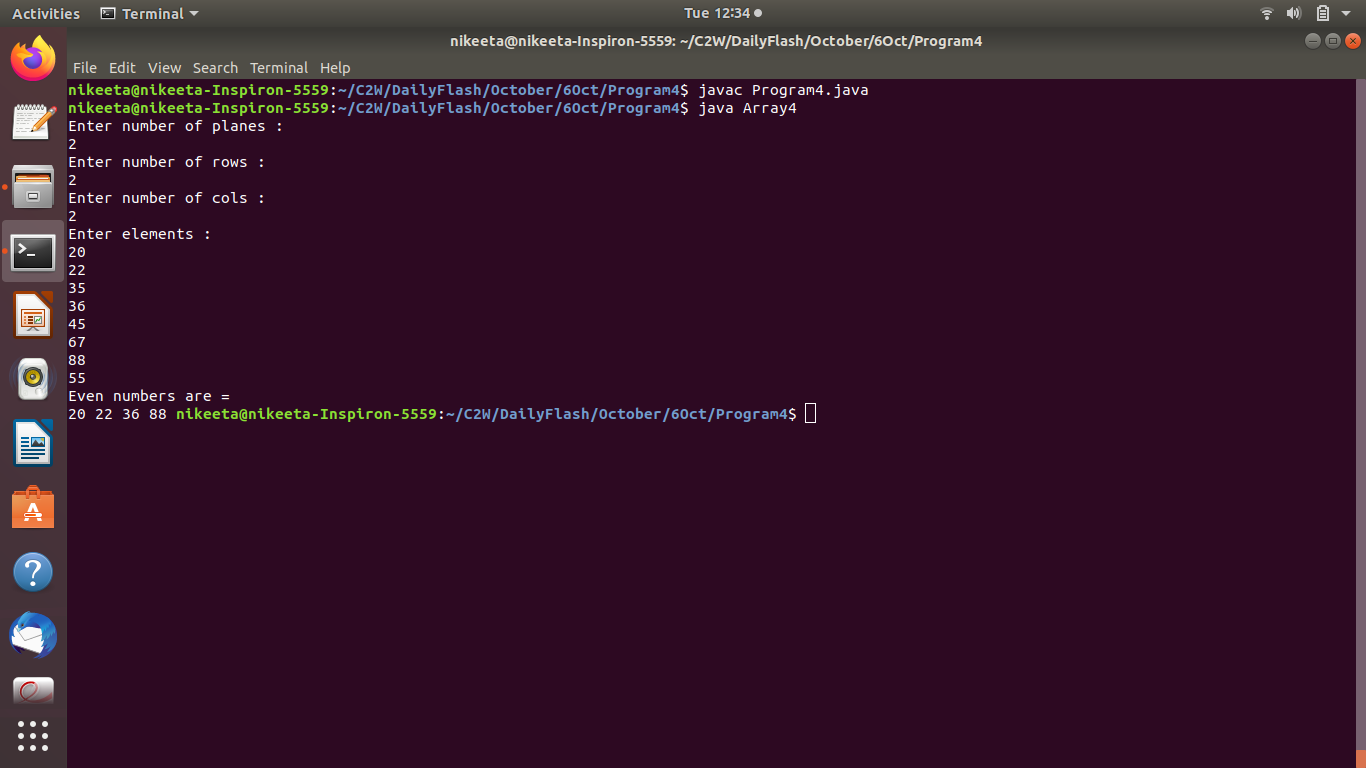 Activities Terminal Tue 12:34
nikeeta@nikeeta-Inspiron-5559: ~/C2W/DailyFlash/October/6Oct/Program4
File Edit View Search Terminal Help
nikeeta@nikeeta-Inspiron-5559:~/C2W/DailyFlash/October/6Oct/Program4$ javac Program4.java
nikeeta@nikeeta-Inspiron-5559:~/C2W/DailyFlash/October/6Oct/Program4$ java Array4
Enter number of planes :
2
Enter number of rows :
2
Enter number of cols :
2
Enter elements :
20
22
35
36
45
67
88
55
Even numbers are =
20 22 36 88 nikeeta@nikeeta-Inspiron-5559:~/C2W/DailyFlash/October/6Oct/Program4$